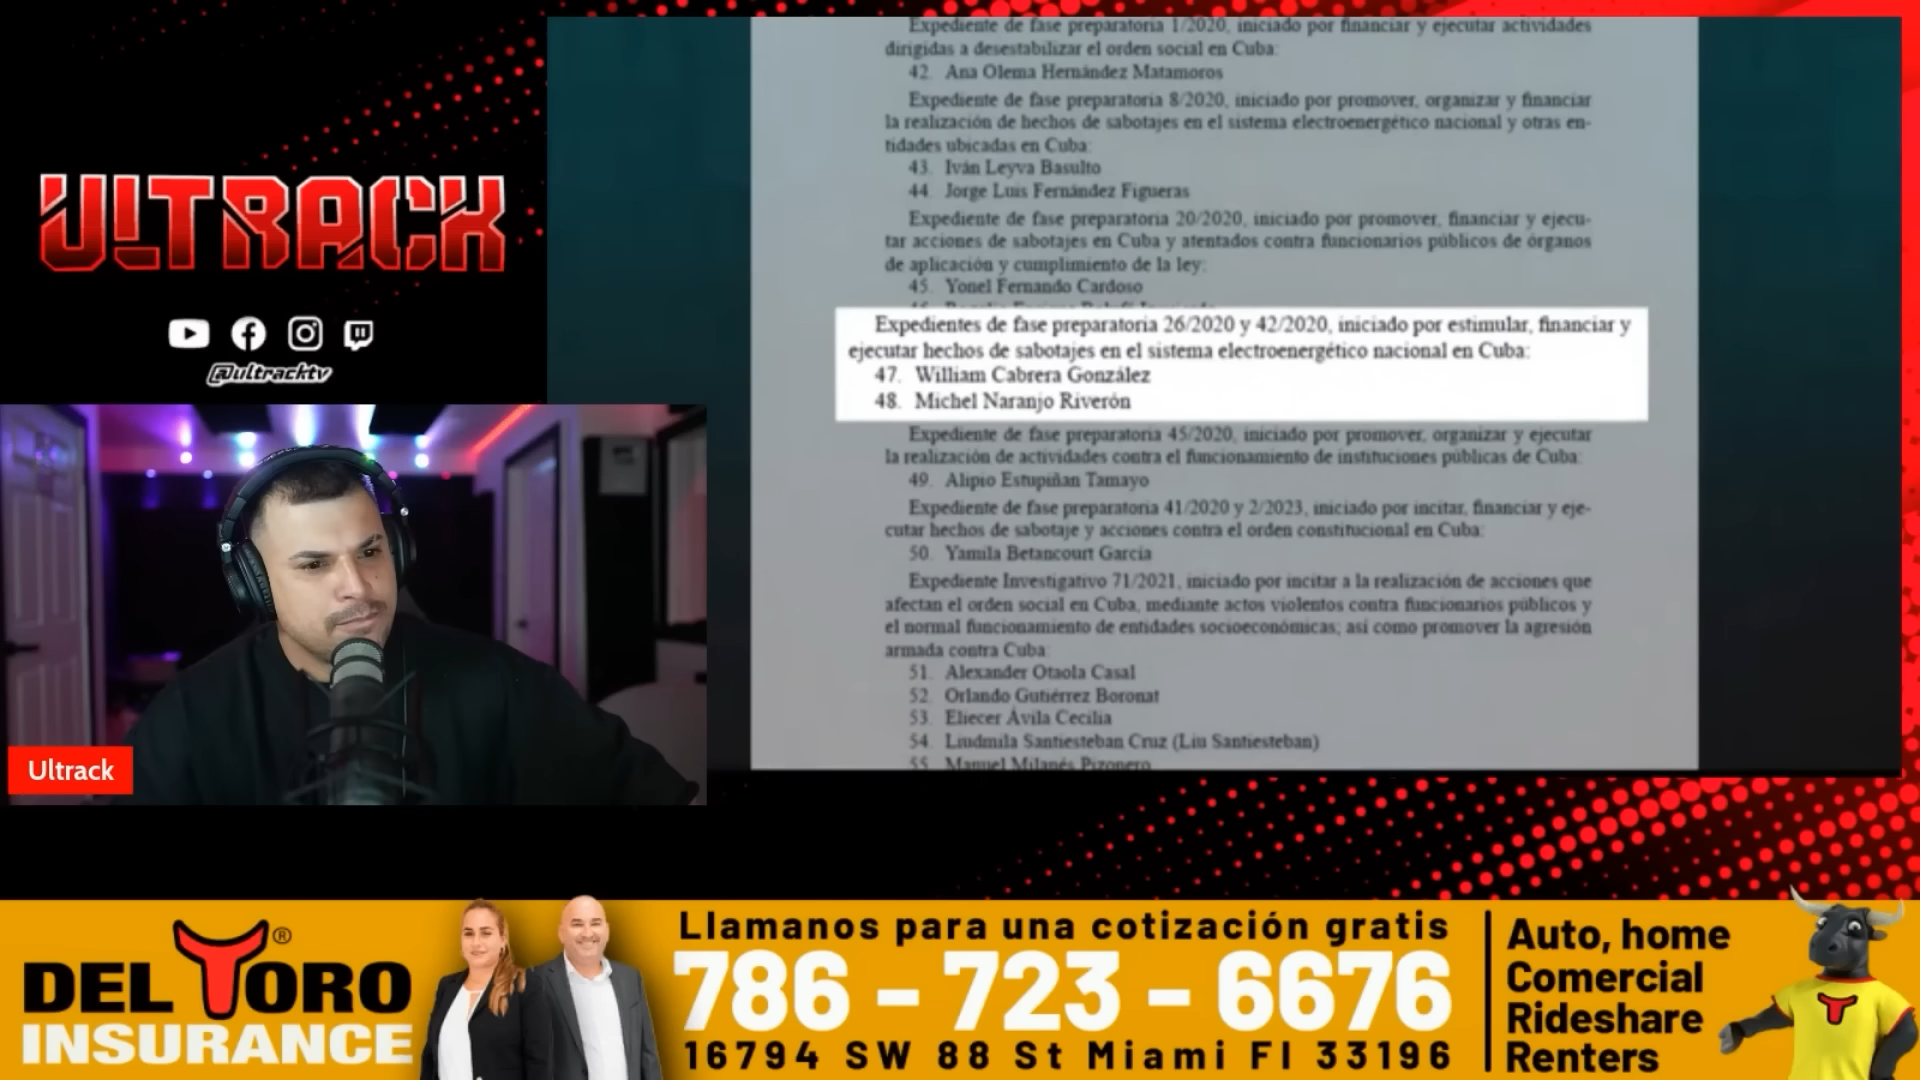 ULTRACK
@ultracktv
Ultrack
Expediente de fase preparatoria 1/2020, iniciado por financiar y ejecutar actividades
dirigidas a desestabilizar el orden social en Cuba:
42. Ana Olema Hernández Matamoros
Expediente de fase preparatoria 8/2020, iniciado por promover, organizar y financiar
la realización de hechos de sabotajes en el sistema electroenergético nacional y otras en-
tidades ubicadas en Cuba:
43. Iván Leyva Basulto
44. Jorge Luis Fernández Figueras
Expediente de fase preparatoria 20/2020, iniciado por promover, financiar y ejecu-
tar acciones de sabotajes en Cuba y atentados contra funcionarios públicos de órganos
de aplicación y cumplimiento de la ley:
45. Yonel Fernando Cardoso
Expedientes de fase preparatoria 26/2020 y 42/2020, iniciado por estimular, financiar y
ejecutar hechos de sabotajes en el sistema electroenergético nacional en Cuba:
47. William Cabrera González
48. Michel Naranjo Riverón
Expediente de fase preparatoria 45/2020, iniciado por promover, organizar y ejecutar
la realización de actividades contra el funcionamiento de instituciones públicas de Cuba:
49. Alipio Estupiñan Tamayo
Expediente de fase preparatoria 41/2020 y 2/2023, iniciado por incitar, financiar y eje-
cutar hechos de sabotaje y acciones contra el orden constitucional en Cuba:
50. Yamila Betancourt García
Expediente Investigativo 71/2021, iniciado por incitar a la realización de acciones que
afectan el orden social en Cuba, mediante actos violentos contra funcionarios públicos y
el normal funcionamiento de entidades socioeconómicas; así como promover la agresión
armada contra Cuba:
51. Alexander Otaola Casal
52. Orlando Gutiérrez Boronat
53. Eliecer Ávila Cecilia
54. Liudmila Santiesteban Cruz (Liu Santiesteban)
55. Manuel Milanés Pizonero
DEL TORO ®
INSURANCE
Llamanos para una cotización gratis
786 - 723 - 6676
16794 SW 88 St Miami Fl 33196
Auto, home
Comercial
Rideshare
Renters